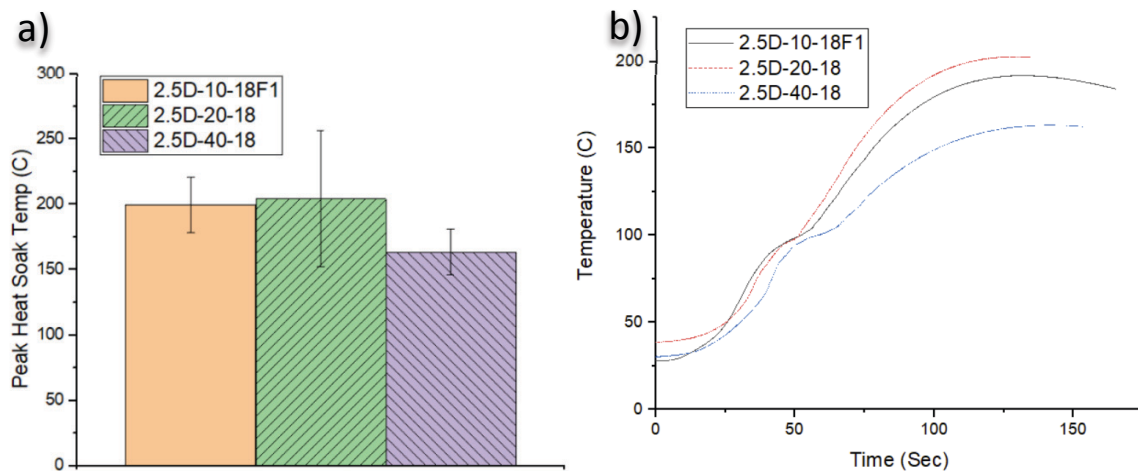 a)
300
250
200
150
100
50
0
Peak Heat Soak Temp (C)
2.5D-10-18F1
2.5D-20-18
2.5D-40-18
b)
200
150
100
50
0
Temperature (C)
2.5D-10-18F1
2.5D-20-18
2.5D-40-18
0 50 100 150
Time (Sec)